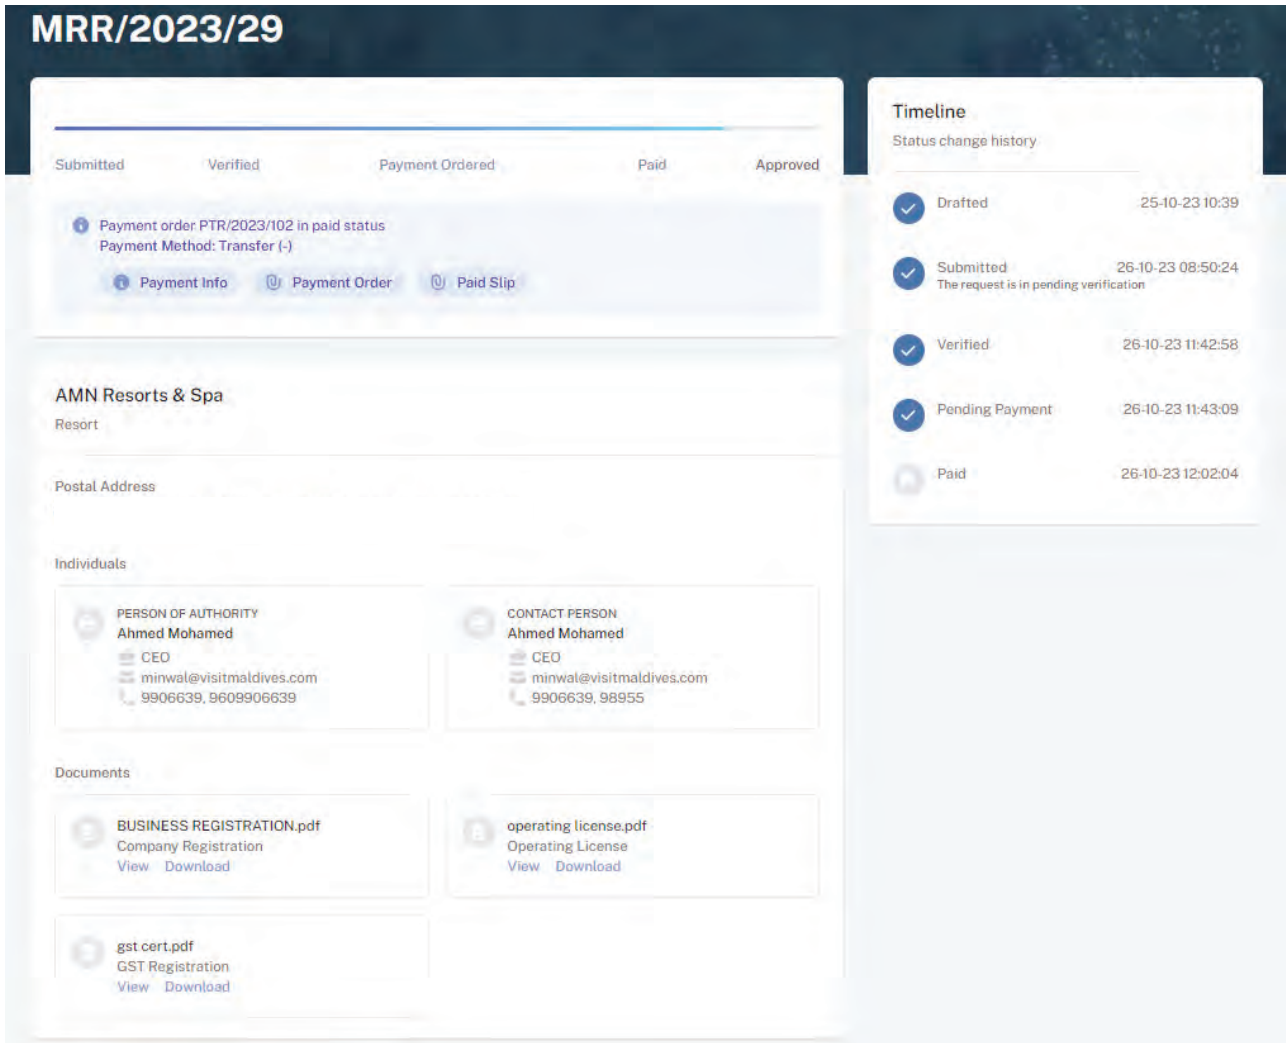 MRR/2023/29
Submitted Verified Payment Ordered Paid Approved
Payment order PTR/2023/102 in paid status
Payment Method: Transfer (-)
Payment Info Payment Order Paid Slip
AMN Resorts & Spa
Resort
Postal Address
Individuals
PERSON OF AUTHORITY
Ahmed Mohamed
CEO
minwal@visitmaldives.com
9906639, 9609906639
CONTACT PERSON
Ahmed Mohamed
CEO
minwal@visitmaldives.com
9906639, 98955
Documents
BUSINESS REGISTRATION.pdf
Company Registration
View Download
operating license.pdf
Operating License
View Download
gst cert.pdf
GST Registration
View Download
Timeline
Status change history
Drafted 25-10-23 10:39
Submitted 26-10-23 08:50:24
The request is in pending verification
Verified 26-10-23 11:42:58
Pending Payment 26-10-23 11:43:09
Paid 26-10-23 12:02:04